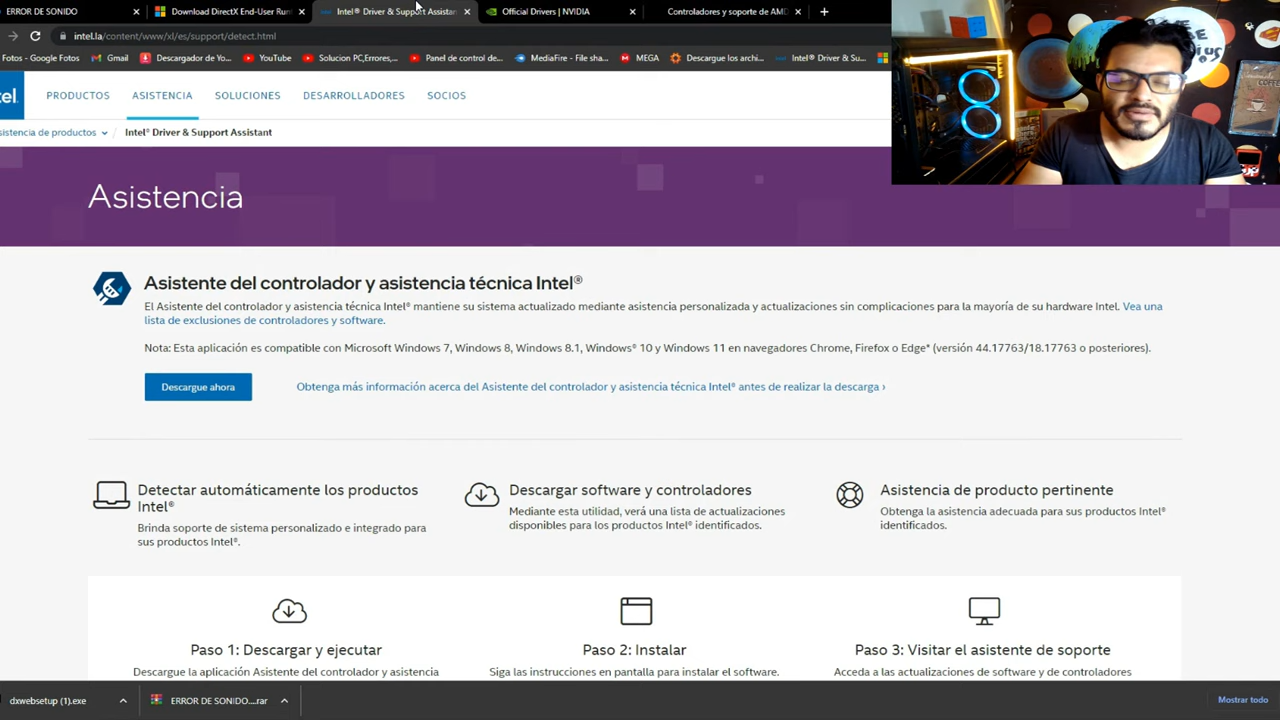 ERROR DE SONIDO
Download DirectX End-User Run
Intel® Driver & Support Assistan
Official Drivers | NVIDIA
Controladores y soporte de AMD
intel.la/content/www/xl/es/support/detect.html
Fotos - Google Fotos
Gmail
Descargador de Yo...
YouTube
Solucion PC,Errores,...
Panel de control de...
MediaFire - File sha...
MEGA
Descargue los archi...
Intel® Driver & Su...
tel.
PRODUCTOS
ASISTENCIA
SOLUCIONES
DESARROLLADORES
SOCIOS
sistencia de productos / Intel® Driver & Support Assistant
Asistencia
Asistente del controlador y asistencia técnica Intel®
El Asistente del controlador y asistencia técnica Intel® mantiene su sistema actualizado mediante asistencia personalizada y actualizaciones sin complicaciones para la mayoría de su hardware Intel. Vea una
lista de exclusiones de controladores y software.
Nota: Esta aplicación es compatible con Microsoft Windows 7, Windows 8, Windows 8.1, Windows® 10 y Windows 11 en navegadores Chrome, Firefox o Edge* (versión 44.17763/18.17763 o posteriores).
Descargue ahora
Obtenga más información acerca del Asistente del controlador y asistencia técnica Intel® antes de realizar la descarga ›
Detectar automáticamente los productos
Intel®
Brinda soporte de sistema personalizado e integrado para
sus productos Intel®.
Descargar software y controladores
Mediante esta utilidad, verá una lista de actualizaciones
disponibles para los productos Intel® identificados.
Asistencia de producto pertinente
Obtenga la asistencia adecuada para sus productos Intel®
identificados.
Paso 1: Descargar y ejecutar
Descargue la aplicación Asistente del controlador y asistencia
Paso 2: Instalar
Siga las instrucciones en pantalla para instalar el software.
Paso 3: Visitar el asistente de soporte
Acceda a las actualizaciones de software y de controladores
dxwebsetup (1).exe
ERROR DE SONIDO....rar
Mostrar todo